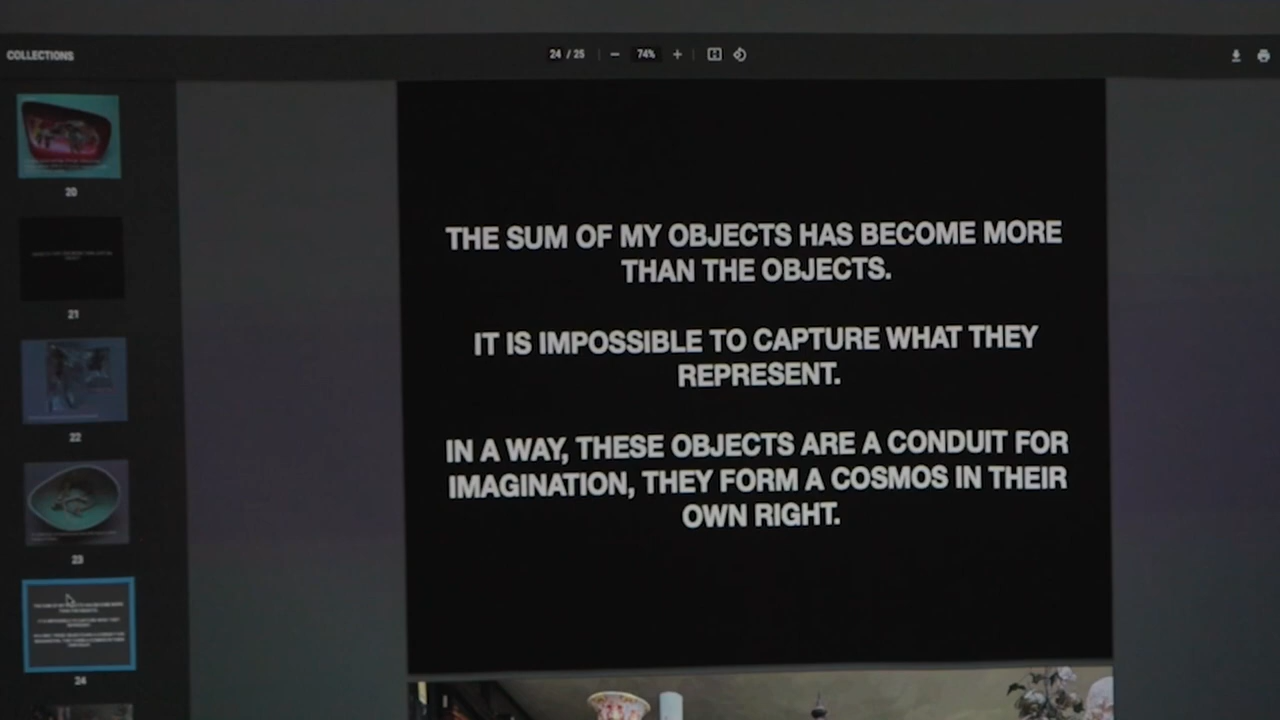 COLLECTIONS
24 / 25
74%
20
21
22
23
24
THE SUM OF MY OBJECTS HAS BECOME MORE
THAN THE OBJECTS.
IT IS IMPOSSIBLE TO CAPTURE WHAT THEY
REPRESENT.
IN A WAY, THESE OBJECTS ARE A CONDUIT FOR
IMAGINATION, THEY FORM A COSMOS IN THEIR
OWN RIGHT.